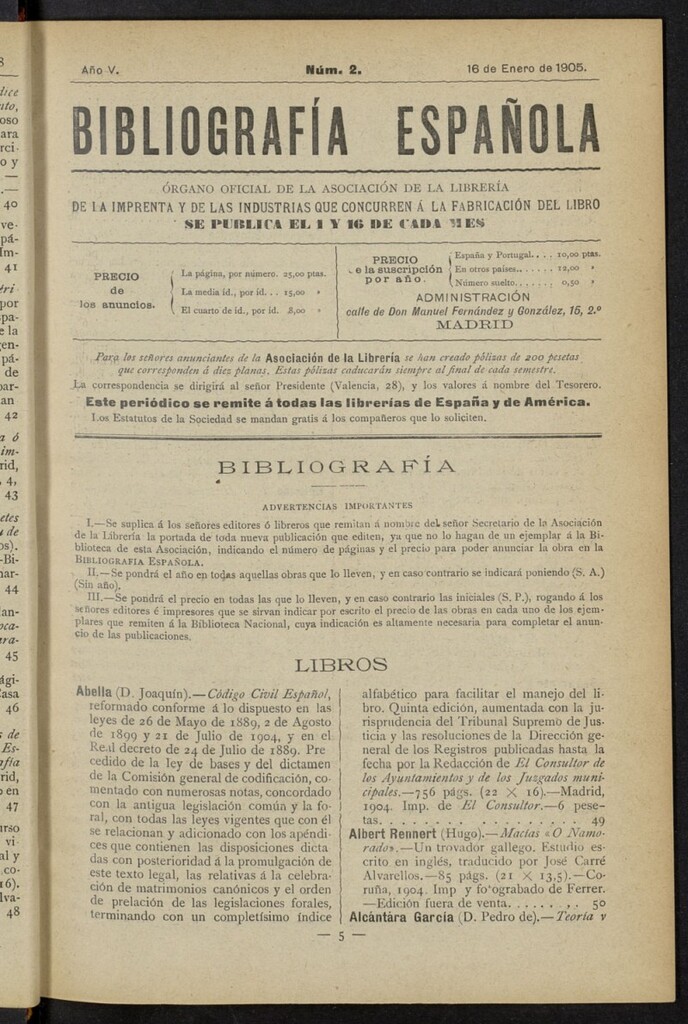 Año V.
Núm. 2.
16 de Enero de 1905.
BIBLIOGRAFÍA ESPAÑOLA
ÓRGANO OFICIAL DE LA ASOCIACIÓN DE LA LIBRERÍA
DE LA IMPRENTA Y DE LAS INDUSTRIAS QUE CONCURREN Á LA FABRICACIÓN DEL LIBRO
SE PUBLICA EL 1 Y 16 DE CADA MES
PRECIO
de
los anuncios.
La página, por número. 25,00 ptas.
La media íd., por íd. . . 15,00 »
El cuarto de íd., por íd. 8,00 »
PRECIO
e la suscripción
por año.
España y Portugal. . . . 10,00 ptas.
En otros países. . . . . . . 12,00 »
Número suelto. . . . . . . 0,50 »
ADMINISTRACIÓN
calle de Don Manuel Fernández y González, 15, 2.º
MADRID
Para los señores anunciantes de la Asociación de la Librería se han creado pólizas de 200 pesetas
que corresponden á diez planas. Estas pólizas caducarán siempre al final de cada semestre.
La correspondencia se dirigirá al señor Presidente (Valencia, 28), y los valores á nombre del Tesorero.
Este periódico se remite á todas las librerías de España y de América.
Los Estatutos de la Sociedad se mandan gratis á los compañeros que lo soliciten.
BIBLIOGRAFÍA
ADVERTENCIAS IMPORTANTES
I.—Se suplica á los señores editores ó libreros que remitan á nombre del señor Secretario de la Asociación
de la Librería la portada de toda nueva publicación que editen, ya que no lo hagan de un ejemplar á la Bi-
blioteca de esta Asociación, indicando el número de páginas y el precio para poder anunciar la obra en la
BIBLIOGRAFIA ESPAÑOLA.
II.—Se pondrá el año en todas aquellas obras que lo lleven, y en caso contrario se indicará poniendo (S. A.)
(Sin año).
III.—Se pondrá el precio en todas las que lo lleven, y en caso contrario las iniciales (S. P.), rogando á los
señores editores é impresores que se sirvan indicar por escrito el precio de las obras en cada uno de los ejem-
plares que remiten á la Biblioteca Nacional, cuya indicación es altamente necesaria para completar el anun-
cio de las publicaciones.
LIBROS
Abella (D. Joaquín).—Código Civil Español,
reformado conforme á lo dispuesto en las
leyes de 26 de Mayo de 1889, 2 de Agosto
de 1899 y 21 de Julio de 1904, y en el
Real decreto de 24 de Julio de 1889. Pre
cedido de la ley de bases y del dictamen
de la Comisión general de codificación, co-
mentado con numerosas notas, concordado
con la antigua legislación común y la fo-
ral, con todas las leyes vigentes que con él
se relacionan y adicionado con los apéndi-
ces que contienen las disposiciones dicta
das con posterioridad á la promulgación de
este texto legal, las relativas á la celebra-
ción de matrimonios canónicos y el orden
de prelación de las legislaciones forales,
terminando con un completísimo índice
alfabético para facilitar el manejo del li-
bro. Quinta edición, aumentada con la ju-
risprudencia del Tribunal Supremo de Jus-
ticia y las resoluciones de la Dirección ge-
neral de los Registros publicadas hasta la
fecha por la Redacción de El Consultor de
los Ayuntamientos y de los Juzgados muni-
cipales.—756 págs. (22 × 16).—Madrid,
1904. Imp. de El Consultor.—6 pese-
tas. . . . . . . . . . . . . . . . . . 49
Albert Rennert (Hugo).—Macías «O Namo-
rado».—Un trovador gallego. Estudio es-
crito en inglés, traducido por José Carré
Alvarellos.—85 págs. (21 × 13,5).—Co-
ruña, 1904. Imp y fotograbado de Ferrer.
—Edición fuera de venta. . . . . . . . 50
Alcántara García (D. Pedro de).—Teoría y
— 5 —
40
41
42
43
44
45
46
47
48